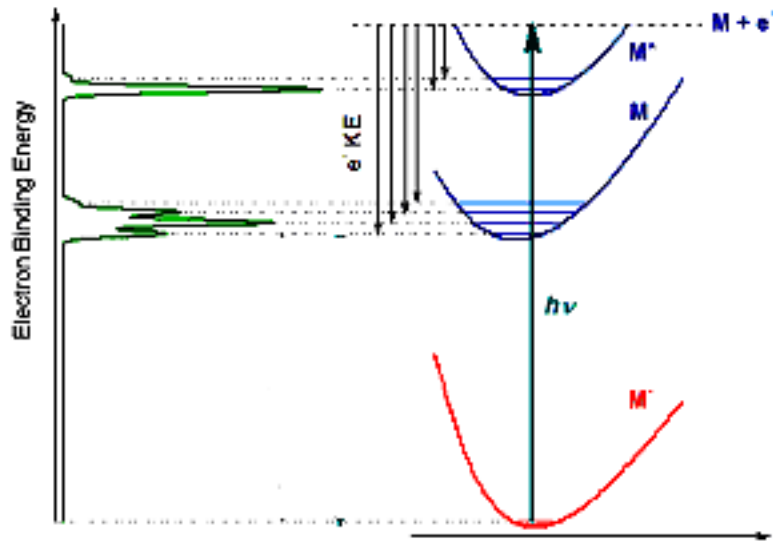 M + e⁻
M*
M
Electron Binding Energy
e⁻ KE
hν
M⁻